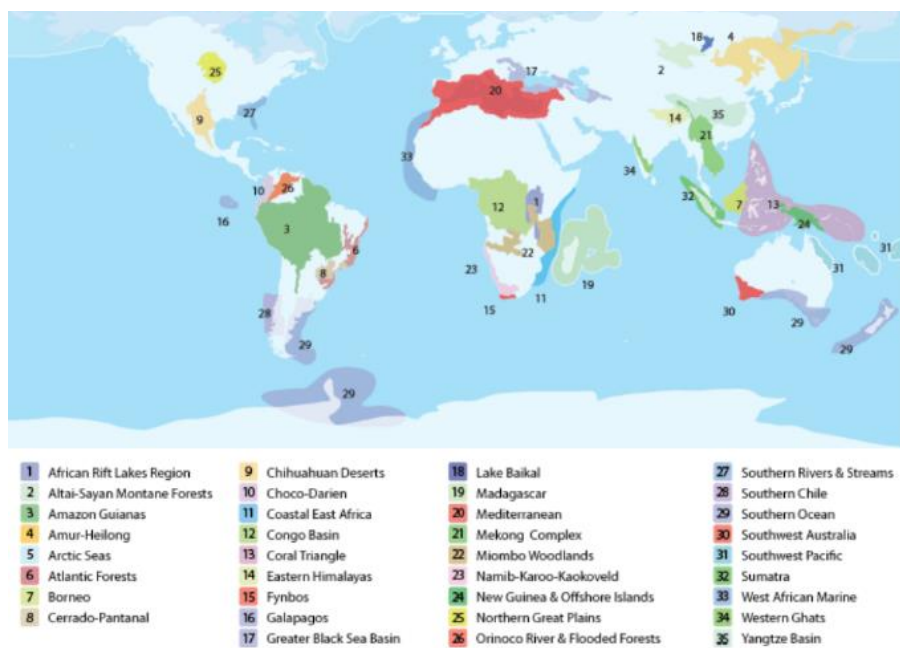 18
4
2
17
25
20
27
35
9
14
21
33
34
10
26
32
1
7
13
12
16
3
24
6
31
22
31
23
8
19
11
15
28
30
29
29
29
29
1 African Rift Lakes Region
2 Altai-Sayan Montane Forests
3 Amazon Guianas
4 Amur-Heilong
5 Arctic Seas
6 Atlantic Forests
7 Borneo
8 Cerrado-Pantanal
9 Chihuahuan Deserts
10 Choco-Darien
11 Coastal East Africa
12 Congo Basin
13 Coral Triangle
14 Eastern Himalayas
15 Fynbos
16 Galapagos
17 Greater Black Sea Basin
18 Lake Baikal
19 Madagascar
20 Mediterranean
21 Mekong Complex
22 Miombo Woodlands
23 Namib-Karoo-Kaokoveld
24 New Guinea & Offshore Islands
25 Northern Great Plains
26 Orinoco River & Flooded Forests
27 Southern Rivers & Streams
28 Southern Chile
29 Southern Ocean
30 Southwest Australia
31 Southwest Pacific
32 Sumatra
33 West African Marine
34 Western Ghats
35 Yangtze Basin